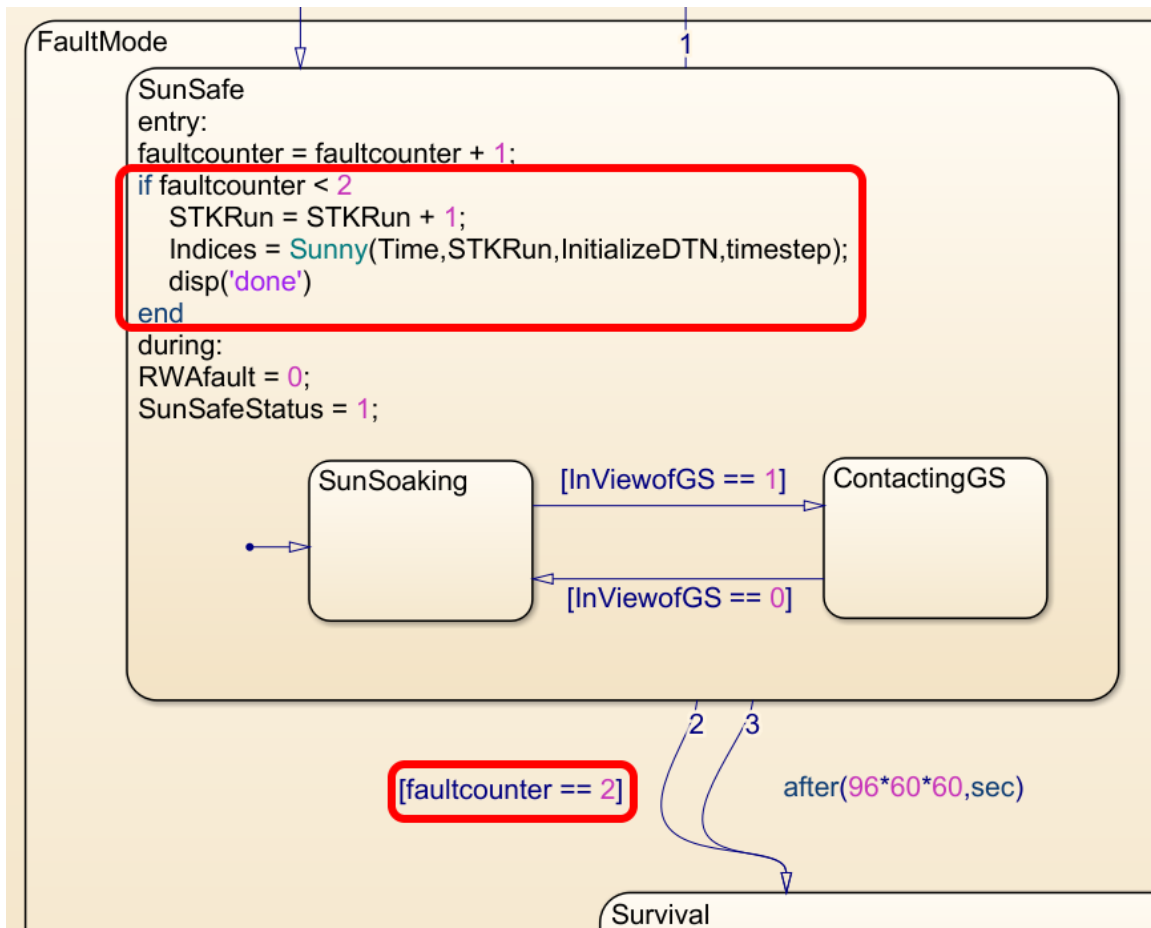 FaultMode
1
SunSafe
entry:
faultcounter = faultcounter + 1;
if faultcounter < 2
STKRun = STKRun + 1;
Indices = Sunny(Time,STKRun,InitializeDTN,timestep);
disp('done')
end
during:
RWAfault = 0;
SunSafeStatus = 1;
SunSoaking
[InViewofGS == 1]
ContactingGS
[InViewofGS == 0]
2
3
[faultcounter == 2]
after(96*60*60,sec)
Survival